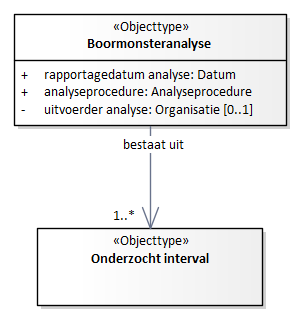 «Objecttype»
Boormonsteranalyse
+ rapportagedatum analyse: Datum
+ analyseprocedure: Analyseprocedure
- uitvoerder analyse: Organisatie [0..1]
bestaat uit
1..*
«Objecttype»
Onderzocht interval